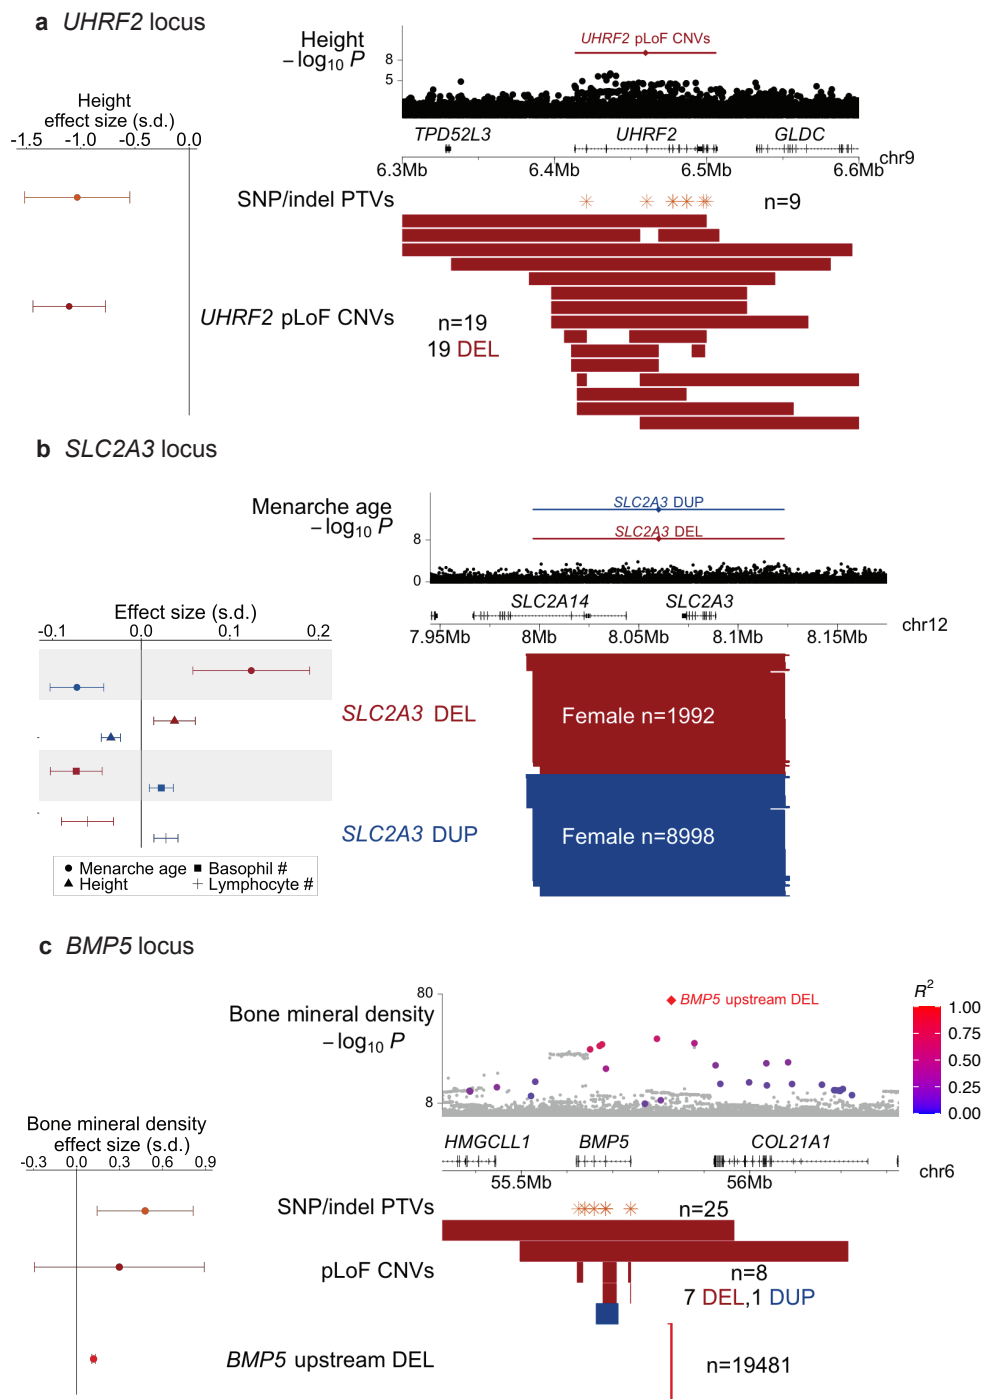 a UHRF2 locus
Height
−log10 P
UHRF2 pLoF CNVs
8
5
Height
effect size (s.d.)
-1.5 -1.0 -0.5 0.0
TPD52L3 UHRF2 GLDC
chr9
6.3Mb 6.4Mb 6.5Mb 6.6Mb
SNP/indel PTVs
n=9
UHRF2 pLoF CNVs
n=19
19 DEL
b SLC2A3 locus
Menarche age
−log10 P
SLC2A3 DUP
SLC2A3 DEL
8
0
SLC2A14 SLC2A3
chr12
7.95Mb 8Mb 8.05Mb 8.1Mb 8.15Mb
Effect size (s.d.)
-0.1 0.0 0.1 0.2
SLC2A3 DEL
Female n=1992
SLC2A3 DUP
Female n=8998
Menarche age Basophil #
Height Lymphocyte #
c BMP5 locus
Bone mineral density
−log10 P
80
8
BMP5 upstream DEL
R2
1.00
0.75
0.50
0.25
0.00
Bone mineral density
effect size (s.d.)
-0.3 0.0 0.3 0.6 0.9
HMGCLL1 BMP5 COL21A1
chr6
55.5Mb 56Mb
SNP/indel PTVs
n=25
pLoF CNVs
n=8
7 DEL,1 DUP
BMP5 upstream DEL
n=19481